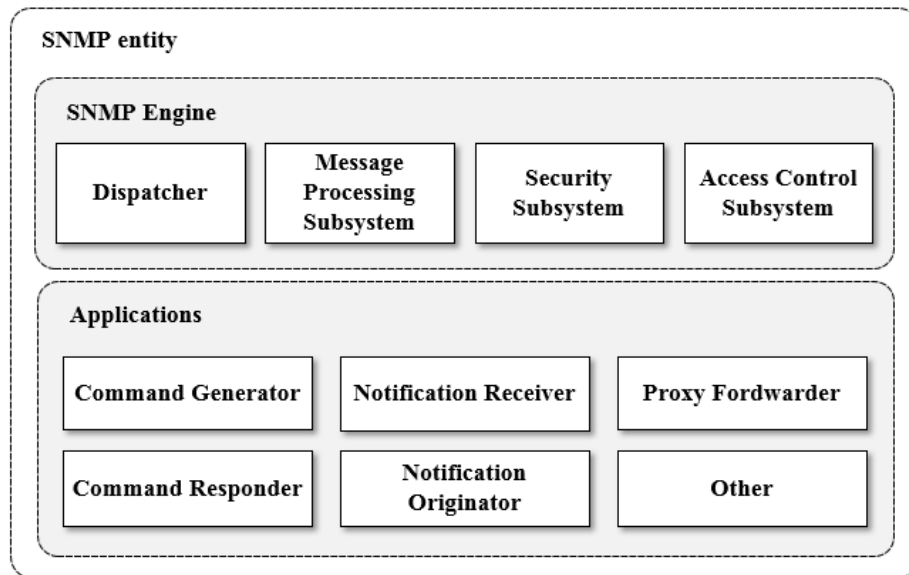 SNMP entity
SNMP Engine
Dispatcher
Message
Processing
Subsystem
Security
Subsystem
Access Control
Subsystem
Applications
Command Generator
Notification Receiver
Proxy Fordwarder
Command Responder
Notification
Originator
Other